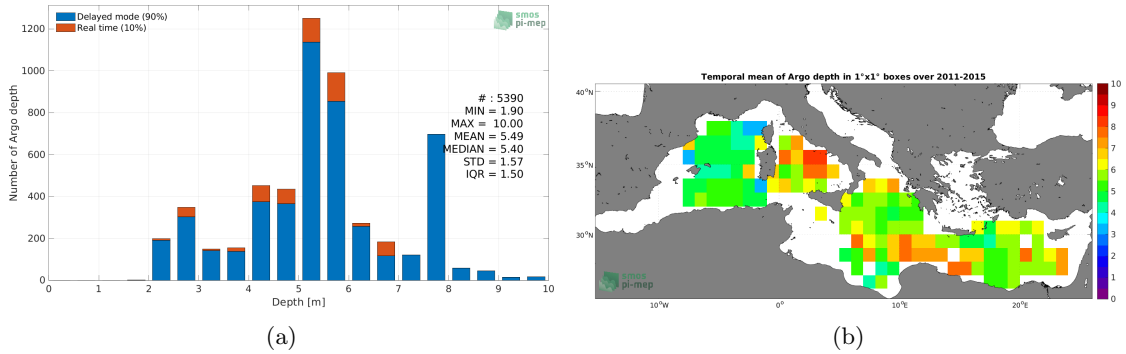 Delayed mode (90%)
Real time (10%)
smos
pi-mep
Number of Argo depth
1200
1000
800
600
400
200
0
# : 5390
MIN = 1.90
MAX = 10.00
MEAN = 5.49
MEDIAN = 5.40
STD = 1.57
IQR = 1.50
0 1 2 3 4 5 6 7 8 9 10
Depth [m]
(a)
Temporal mean of Argo depth in 1°x1° boxes over 2011-2015
40°N
35°N
30°N
10°W 0° 10°E 20°E
smos
pi-mep
10
9
8
7
6
5
4
3
2
1
0
(b)